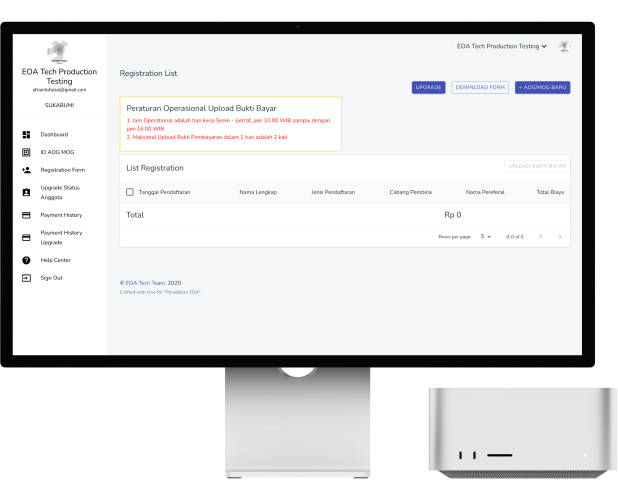 EOA Tech Production Testing
EOA Tech Production
Testing
afriantofaizal@gmail.com
SUKABUMI
Dashboard
ID AOG MOG
Registration Form
Upgrade Status
Anggota
Payment History
Payment History
Upgrade
Help Center
Sign Out
Registration List
UPGRADE
DOWNLOAD FORM
+ AOG/MOG BARU
Peraturan Operasional Upload Bukti Bayar
1. Jam Operational adalah hari kerja Senin - Jum'at, jam 10.00 WIB sampai dengan
jam 16.00 WIB
2. Maksimal Upload Bukti Pembayaran dalam 1 hari adalah 2 kali
List Registration
UPLOAD BUKTI BAYAR
Tanggal Pendaftaran Nama Lengkap Jenis Pendaftaran Cabang Pembina Nama Pereferal Total Biaya
Total Rp 0
Rows per page: 5 0-0 of 0
© EOA Tech Team, 2020
Crafted with love for "Peradaban EOA"